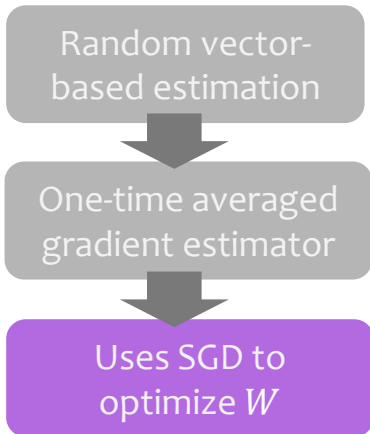 Random vector-
based estimation
One-time averaged
gradient estimator
Uses SGD to
optimize W